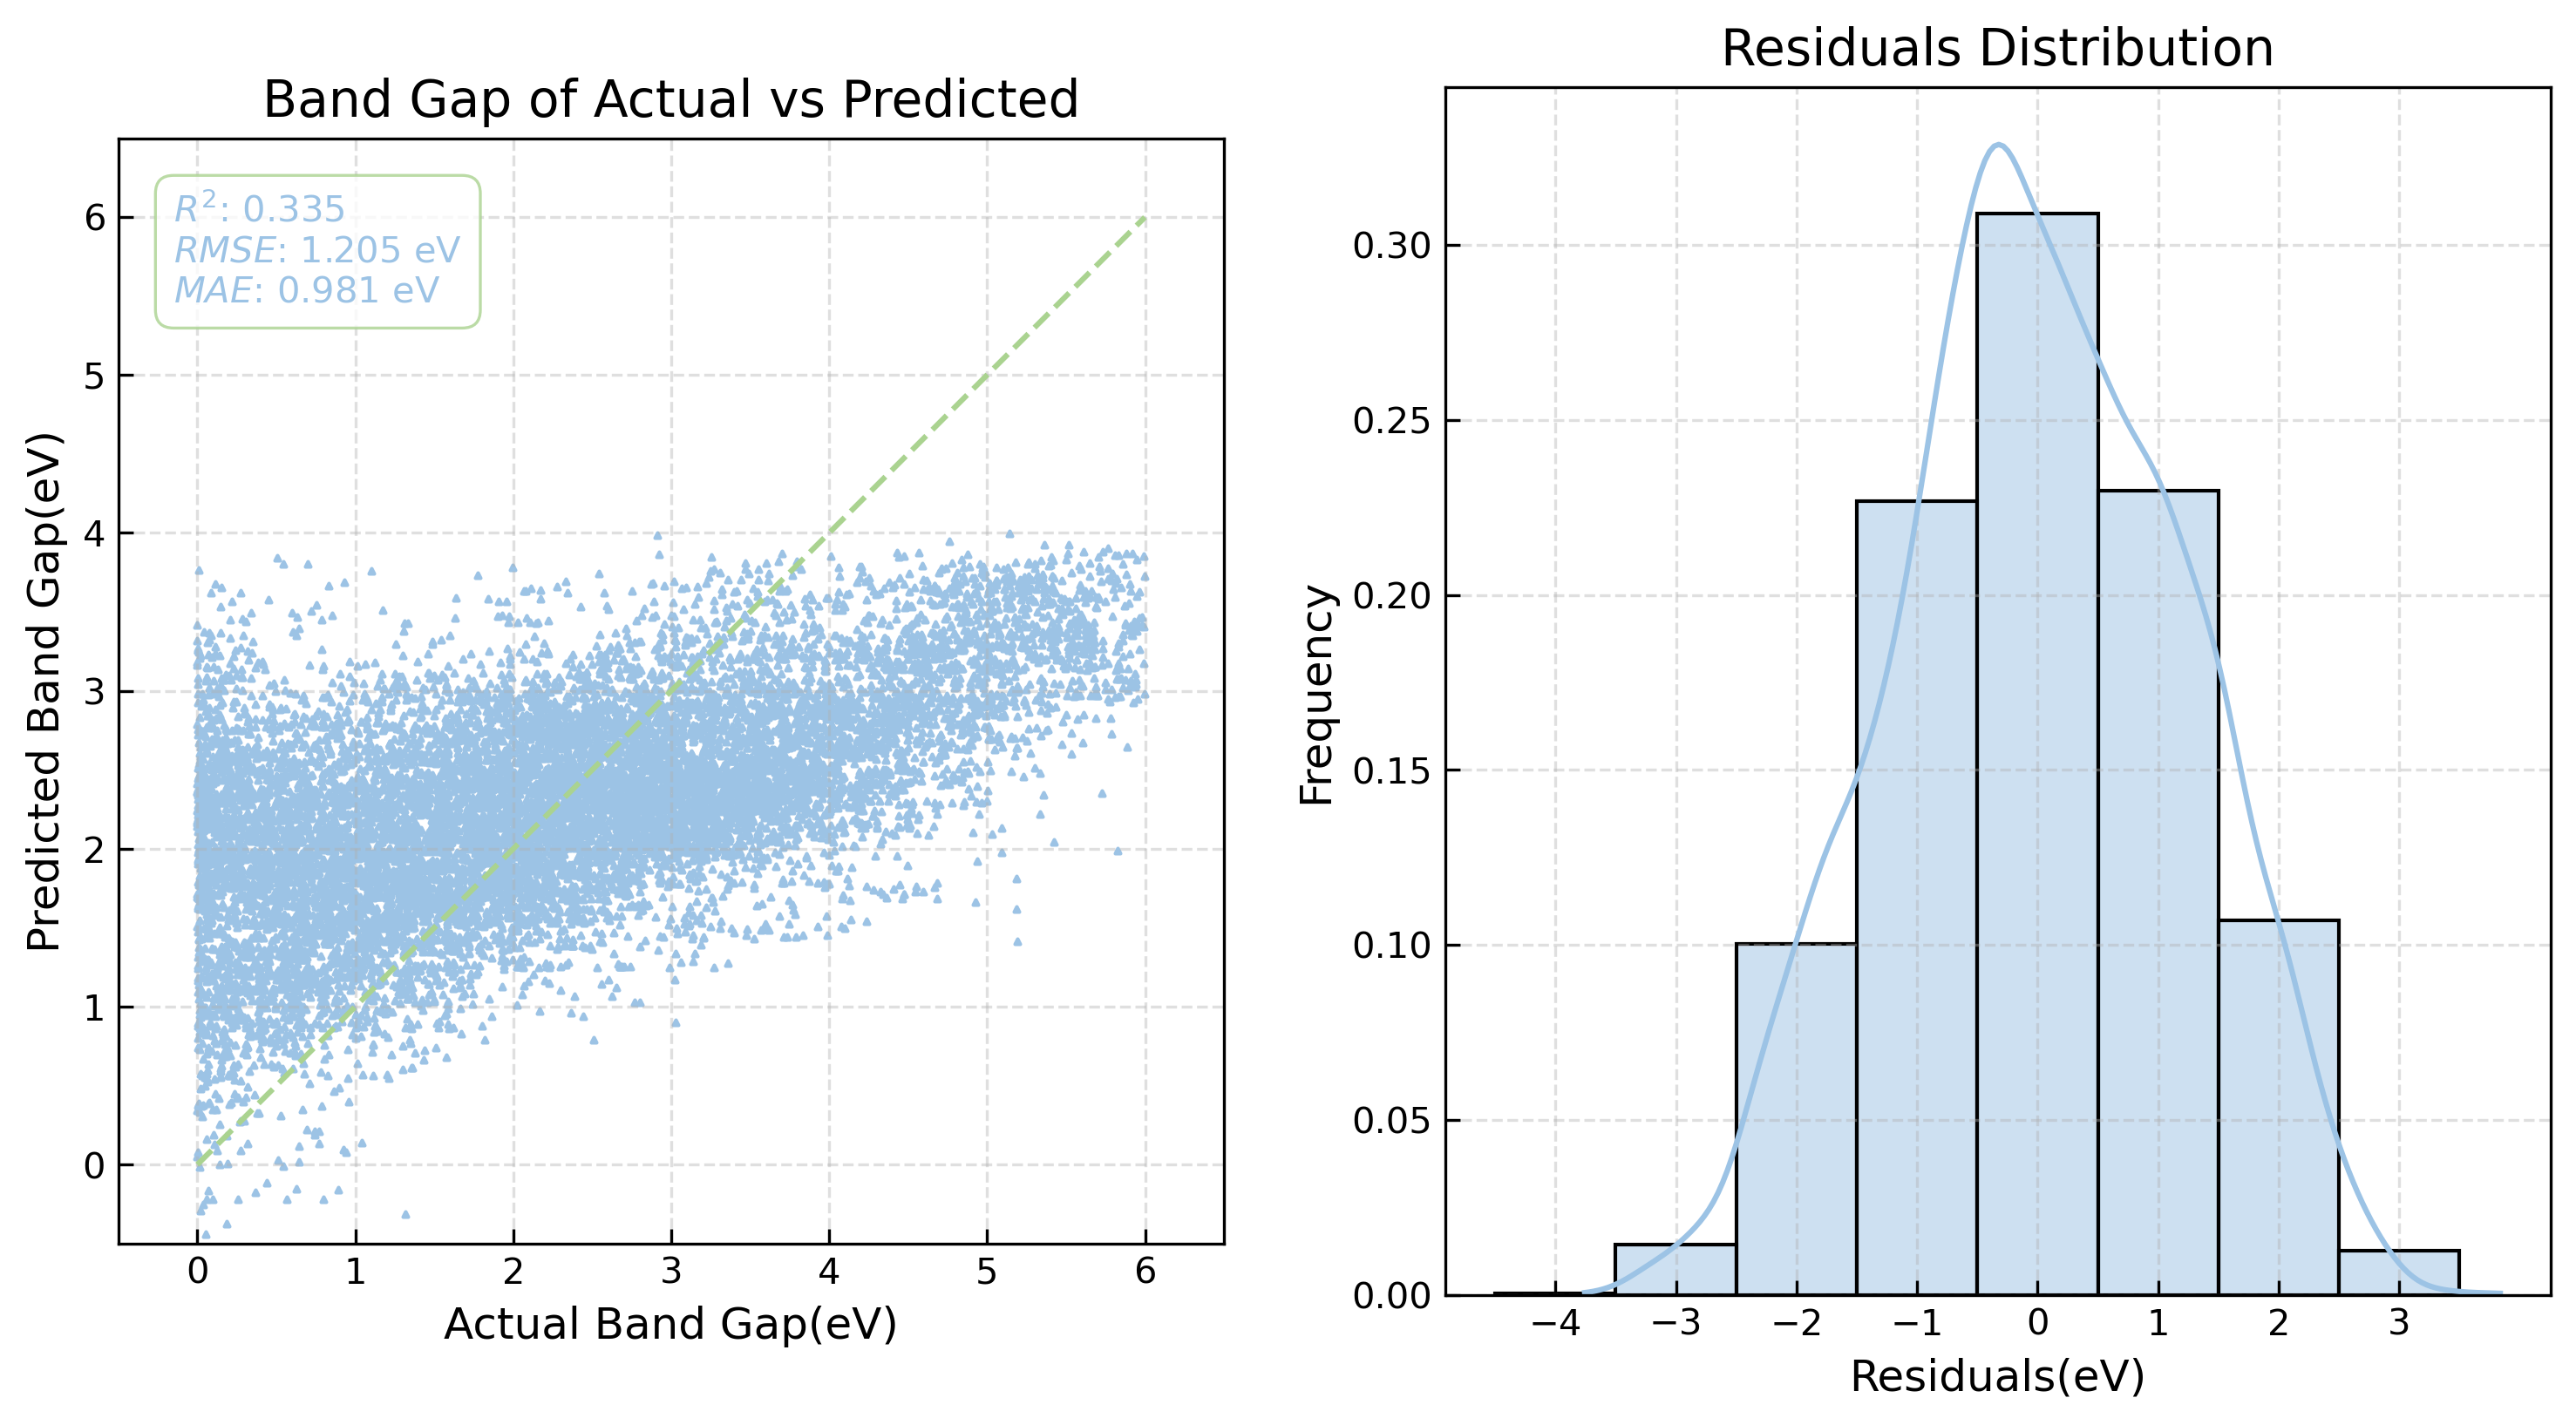 Band Gap of Actual vs Predicted
R²: 0.335
RMSE: 1.205 eV
MAE: 0.981 eV
Predicted Band Gap(eV)
6
5
4
3
2
1
0
0 1 2 3 4 5 6
Actual Band Gap(eV)
Residuals Distribution
Frequency
0.30
0.25
0.20
0.15
0.10
0.05
0.00
−4 −3 −2 −1 0 1 2 3
Residuals(eV)